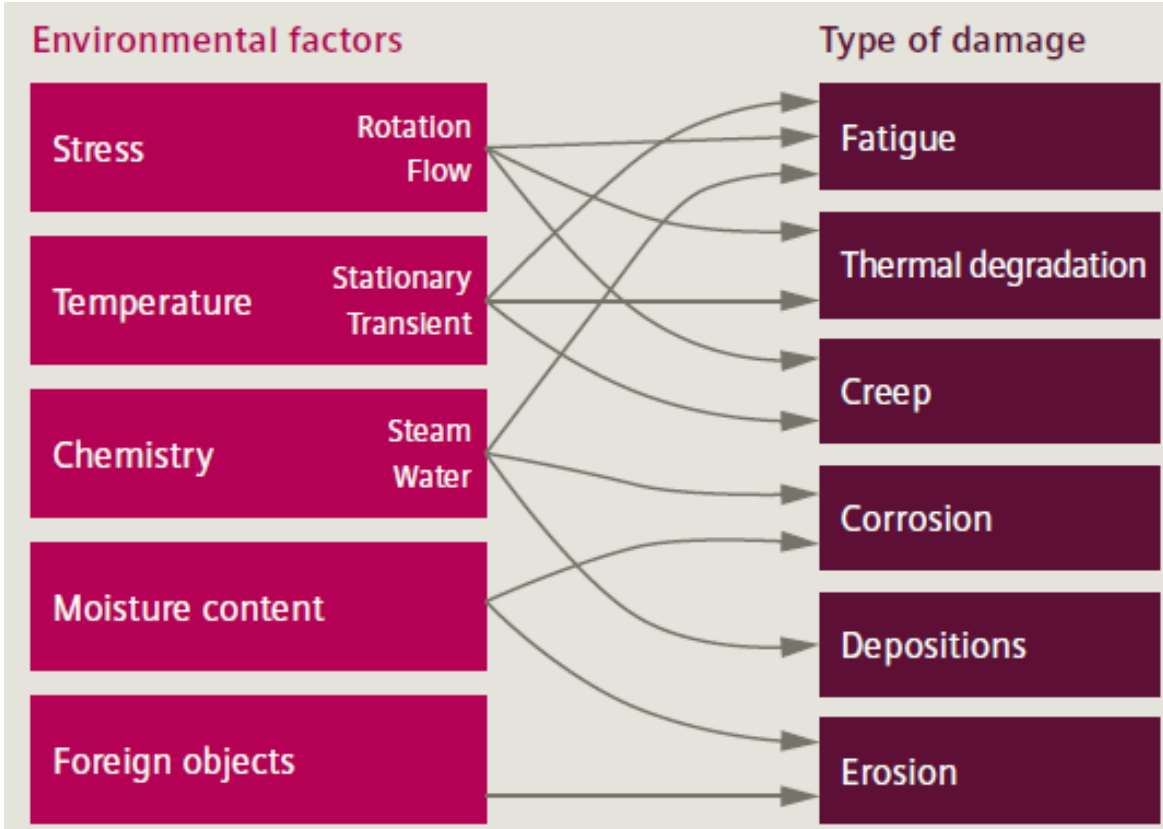 Environmental factors
Type of damage
Stress
Rotation
Flow
Temperature
Stationary
Transient
Chemistry
Steam
Water
Moisture content
Foreign objects
Fatigue
Thermal degradation
Creep
Corrosion
Depositions
Erosion